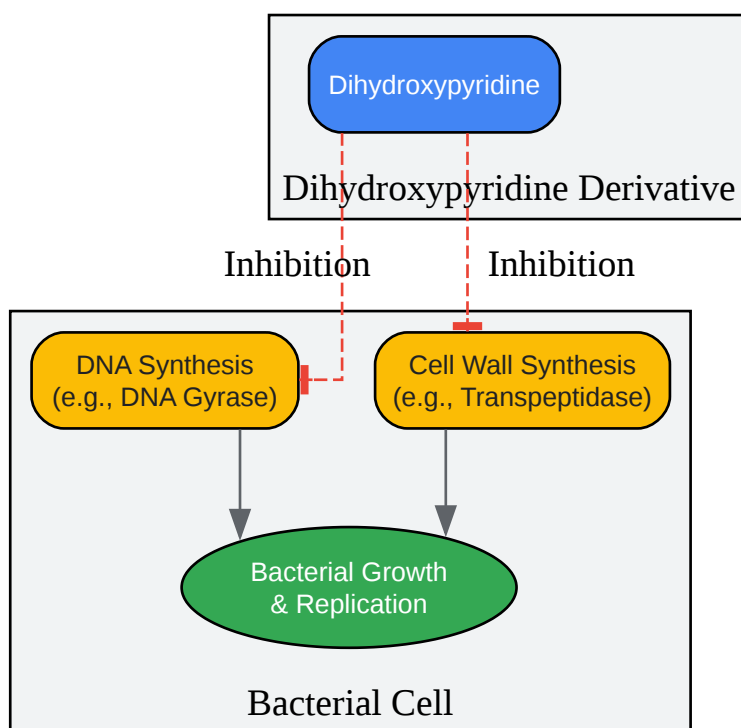 Dihydroxypyridine
Dihydroxypyridine Derivative
Inhibition
Inhibition
DNA Synthesis
(e.g., DNA Gyrase)
Cell Wall Synthesis
(e.g., Transpeptidase)
Bacterial Growth
& Replication
Bacterial Cell